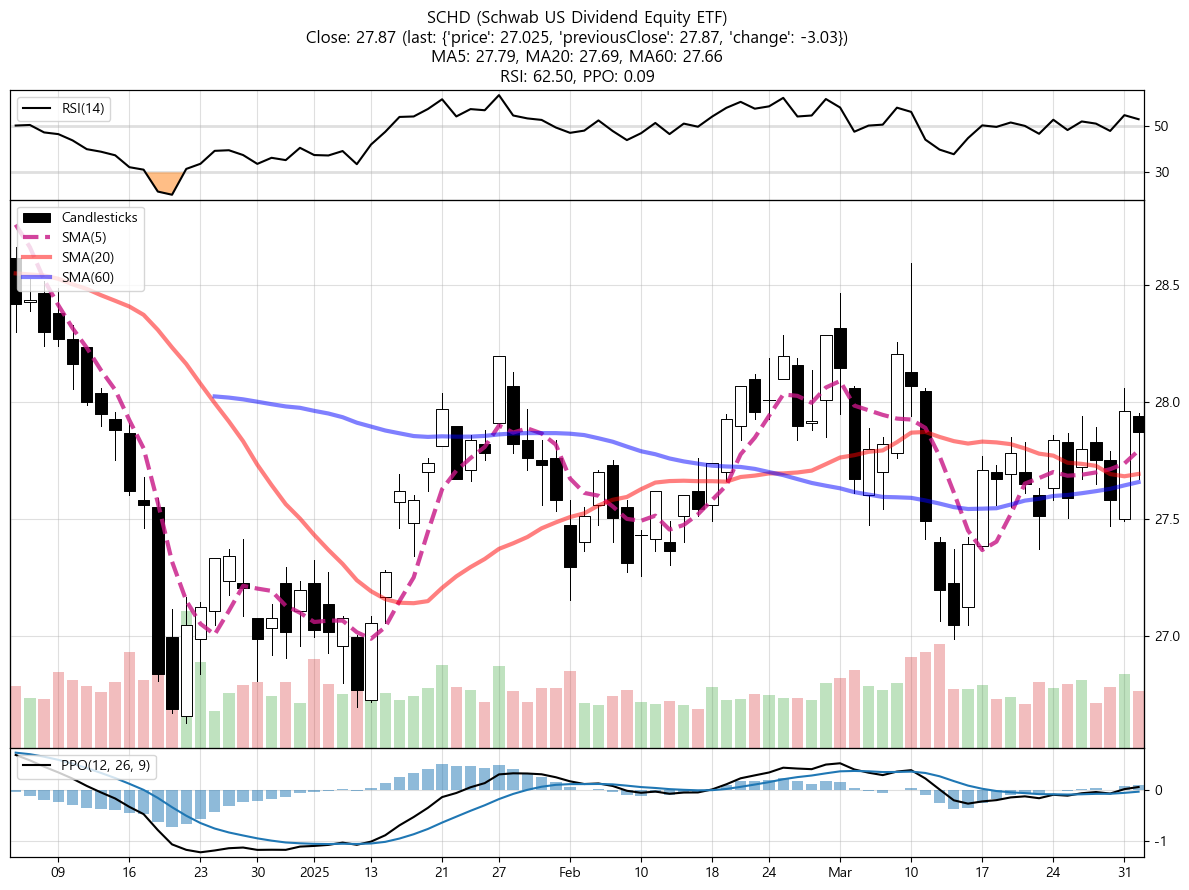 SCHD (Schwab US Dividend Equity ETF)
Close: 27.87 (last: {'price': 27.025, 'previousClose': 27.87, 'change': -3.03})
MA5: 27.79, MA20: 27.69, MA60: 27.66
RSI: 62.50, PPO: 0.09
RSI(14)
50
30
Candlesticks
SMA(5)
SMA(20)
SMA(60)
28.5
28.0
27.5
27.0
PPO(12, 26, 9)
0
-1
09 16 23 30 2025 13 21 27 Feb 10 18 24 Mar 10 17 24 31